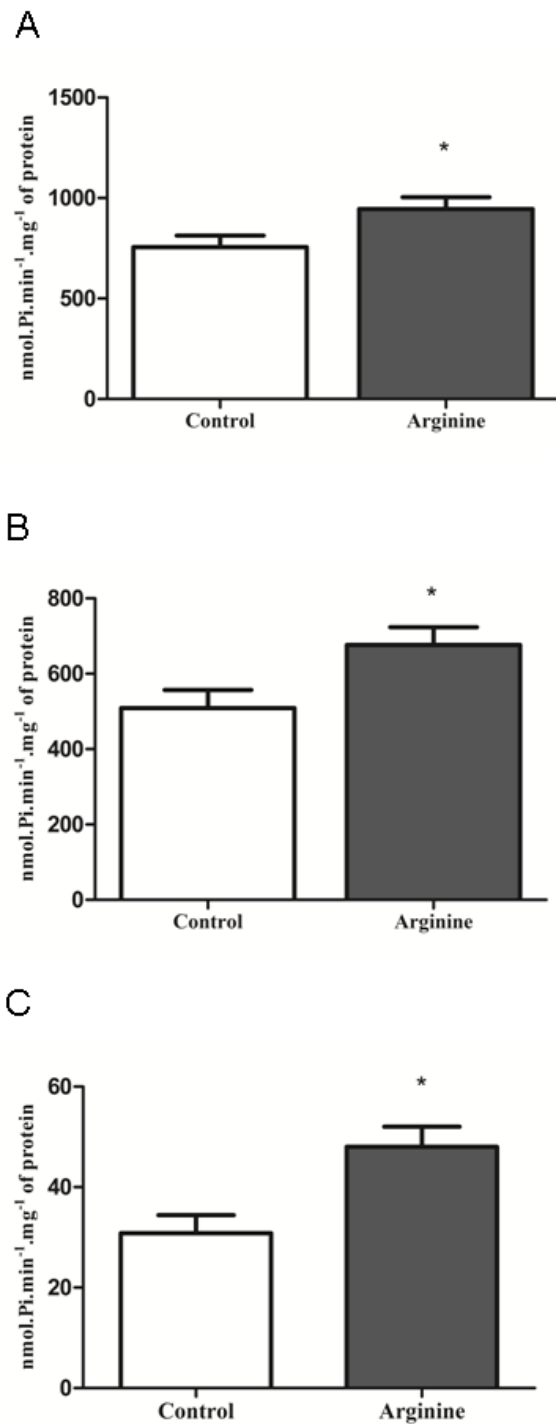 A
nmol.Pi.min⁻¹.mg⁻¹ of protein
1500
1000
500
0
*
Control Arginine
B
nmol.Pi.min⁻¹.mg⁻¹ of protein
800
600
400
200
0
*
Control Arginine
C
nmol.Pi.min⁻¹.mg⁻¹ of protein
60
40
20
0
*
Control Arginine